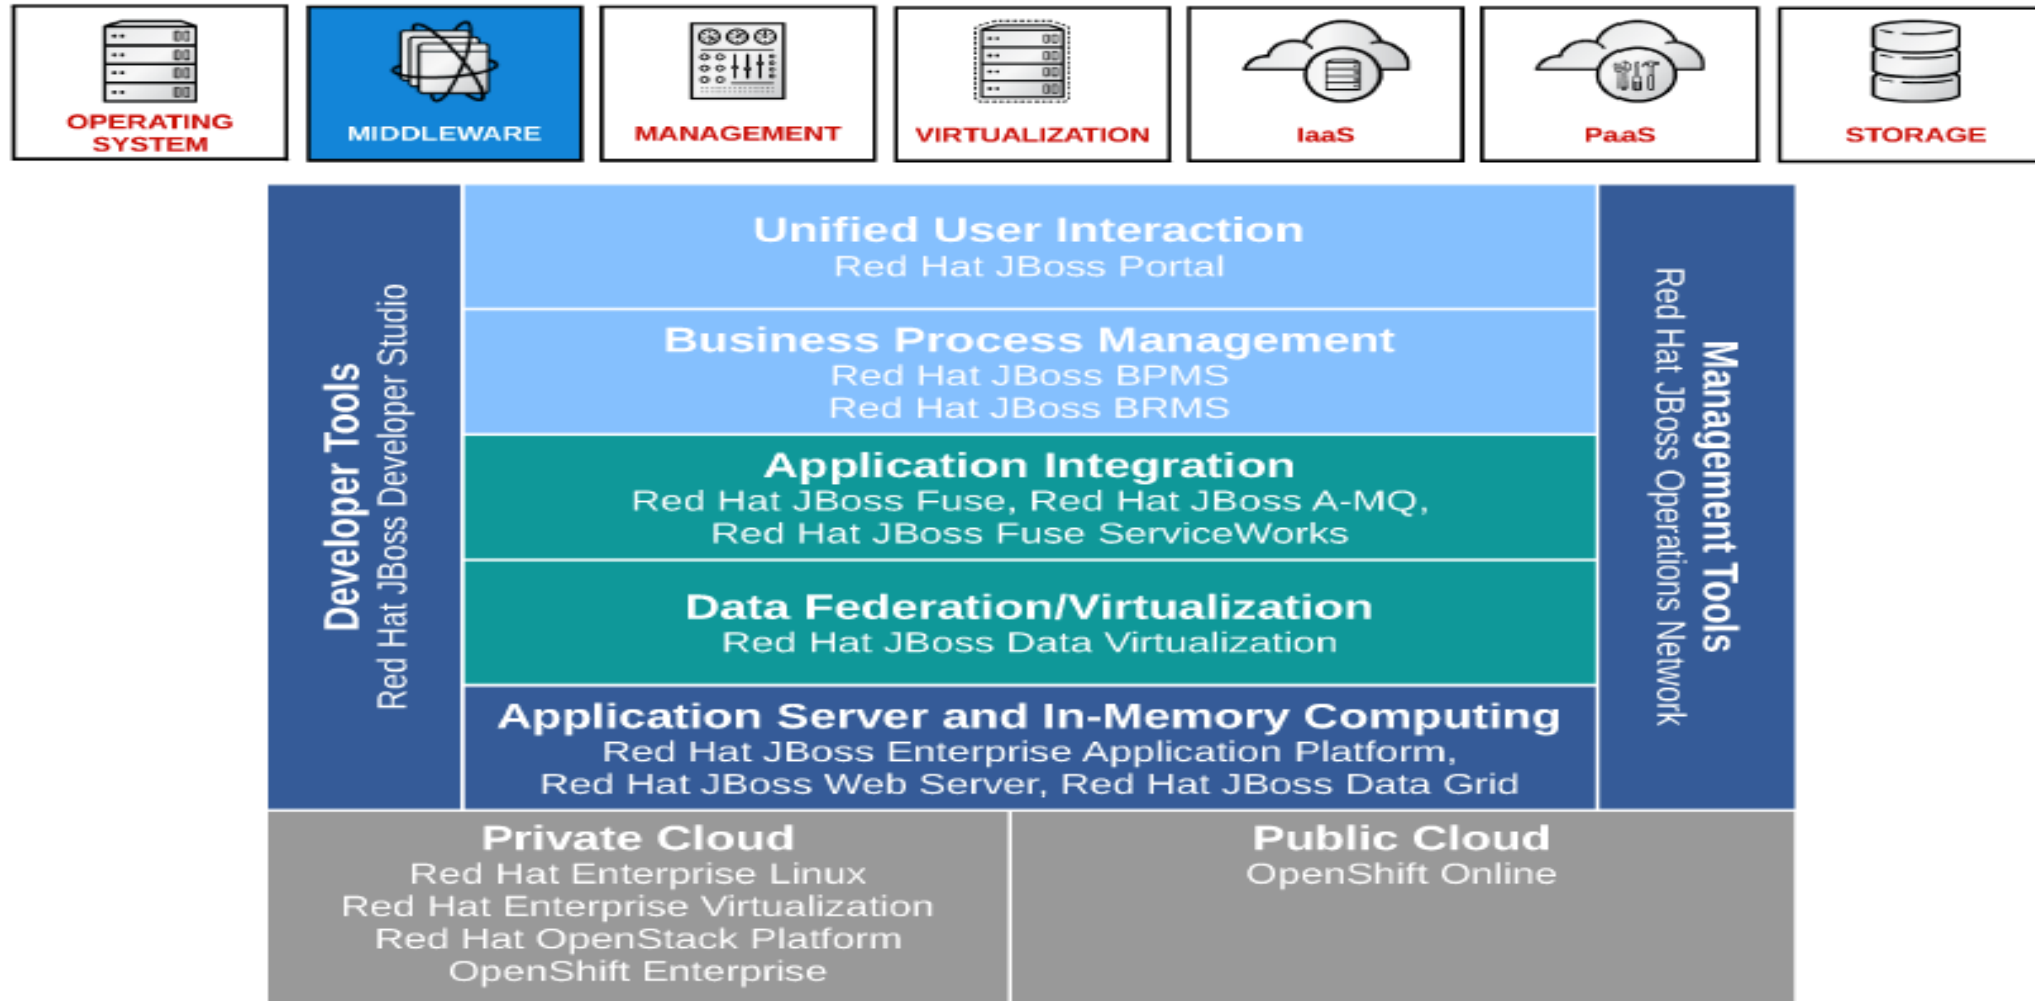 OPERATING
SYSTEM
MIDDLEWARE
MANAGEMENT
VIRTUALIZATION
IaaS
PaaS
STORAGE
Developer Tools
Red Hat JBoss Developer Studio
Unified User Interaction
Red Hat JBoss Portal
Business Process Management
Red Hat JBoss BPMS
Red Hat JBoss BRMS
Application Integration
Red Hat JBoss Fuse, Red Hat JBoss A-MQ,
Red Hat JBoss Fuse ServiceWorks
Data Federation/Virtualization
Red Hat JBoss Data Virtualization
Application Server and In-Memory Computing
Red Hat JBoss Enterprise Application Platform,
Red Hat JBoss Web Server, Red Hat JBoss Data Grid
Management Tools
Red Hat JBoss Operations Network
Private Cloud
Red Hat Enterprise Linux
Red Hat Enterprise Virtualization
Red Hat OpenStack Platform
OpenShift Enterprise
Public Cloud
OpenShift Online